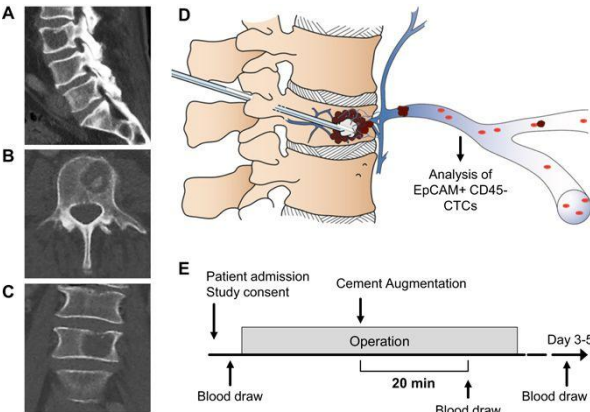 A
B
C
D
Analysis of
EpCAM+ CD45-
CTCs
E
Patient admission
Study consent
Cement Augmentation
Operation
Day 3-5
20 min
Blood draw
Blood draw
Blood draw